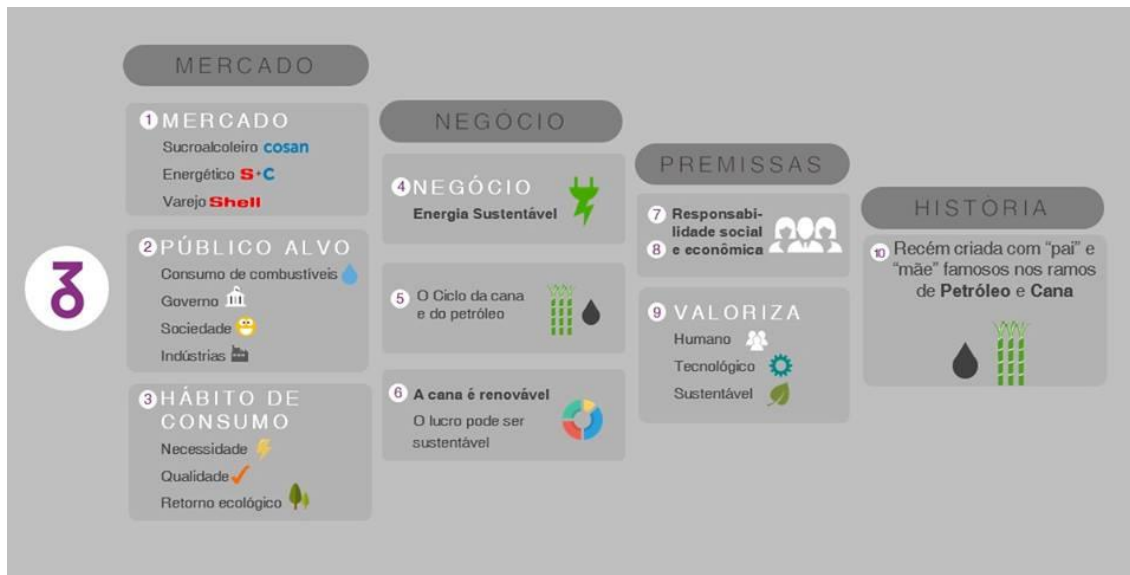 MERCADO
1 MERCADO
Sucroalcoleiro cosan
Energético S+C
Varejo Shell
2 PÚBLICO ALVO
Consumo de combustíveis
Governo
Sociedade
Indústrias
3 HÁBITO DE
CONSUMO
Necessidade
Qualidade
Retorno ecológico
NEGÓCIO
4 NEGÓCIO
Energia Sustentável
5 O Ciclo da cana
e do petróleo
6 A cana é renovável
O lucro pode ser
sustentável
PREMISSAS
7 Responsabi-
lidade social
8 e econômica
9 VALORIZA
Humano
Tecnológico
Sustentável
HISTÒRIA
10 Recém criada com “pai” e
“mãe” famosos nos ramos
de Petróleo e Cana